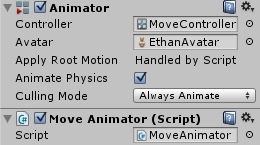 Animator
Controller MoveController
Avatar EthanAvatar
Apply Root Motion Handled by Script
Animate Physics
Culling Mode Always Animate
Move Animator (Script)
Script MoveAnimator